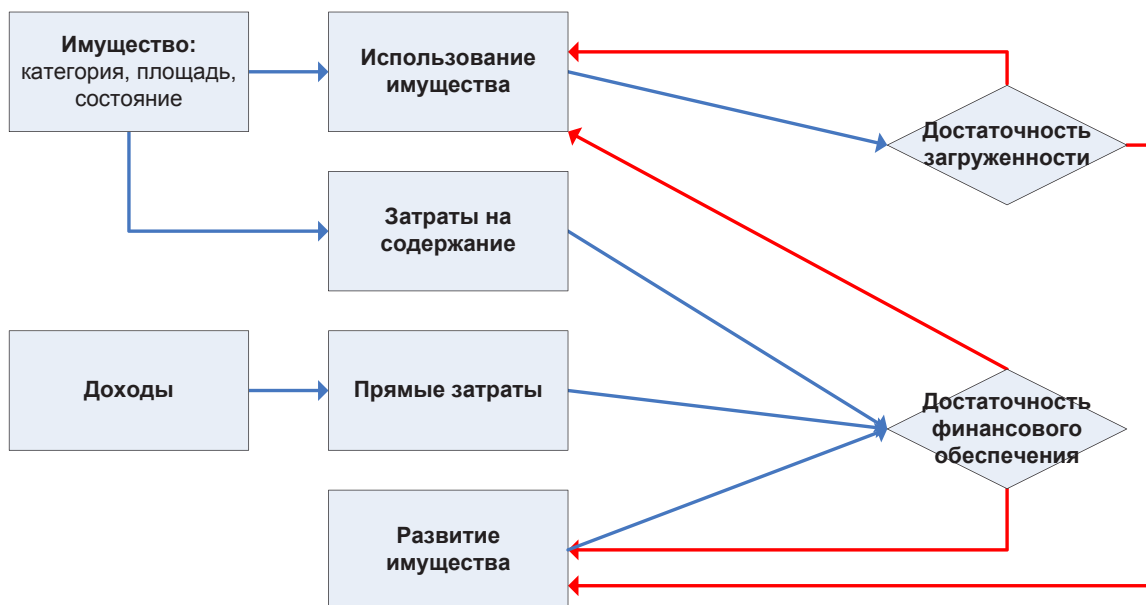 Имущество:
категория, площадь,
состояние
Использование
имущества
Достаточность
загруженности
Затраты на
содержание
Доходы
Прямые затраты
Достаточность
финансового
обеспечения
Развитие
имущества